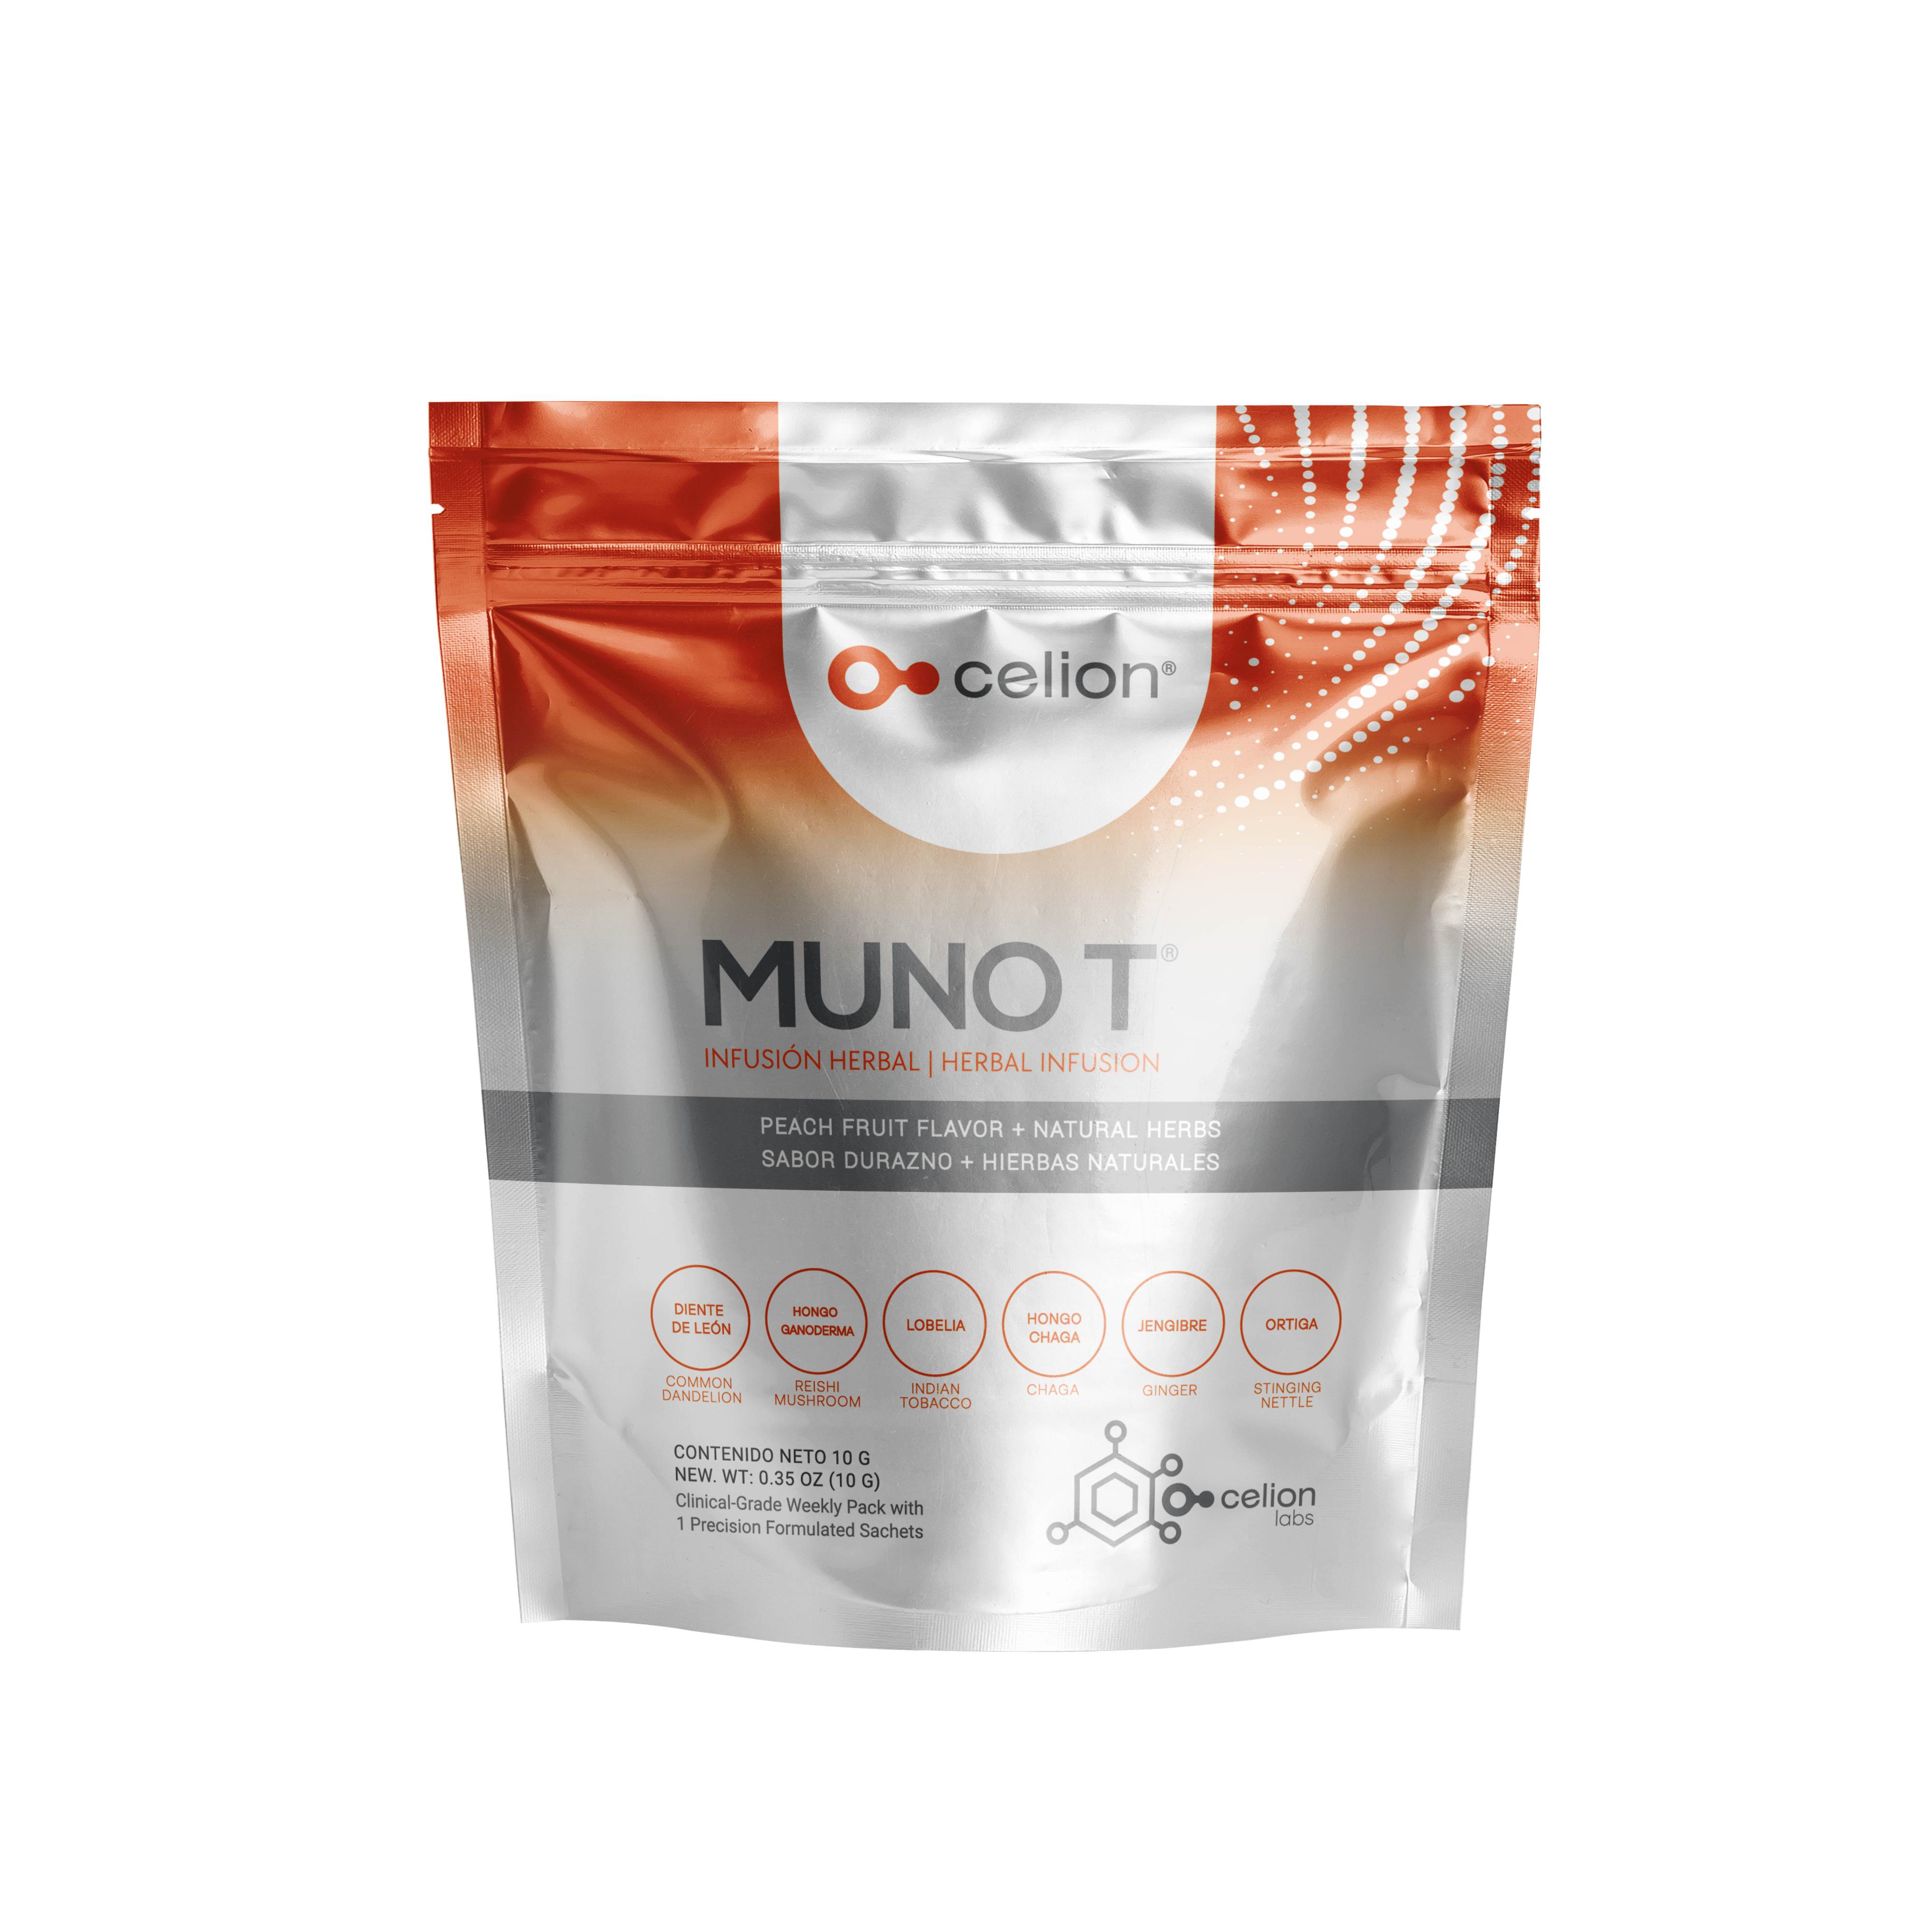 celion®
MUNO T®
INFUSIÓN HERBAL | HERBAL INFUSION
PEACH FRUIT FLAVOR + NATURAL HERBS
SABOR DURAZNO + HIERBAS NATURALES
DIENTE
DE LEÓN
COMMON
DANDELION
HONGO
GANODERMA
REISHI
MUSHROOM
LOBELIA
INDIAN
TOBACCO
HONGO
CHAGA
CHAGA
JENGIBRE
GINGER
ORTIGA
STINGING
NETTLE
CONTENIDO NETO 10 G
NEW. WT: 0.35 OZ (10 G)
Clinical-Grade Weekly Pack with
1 Precision Formulated Sachets
celion
labs